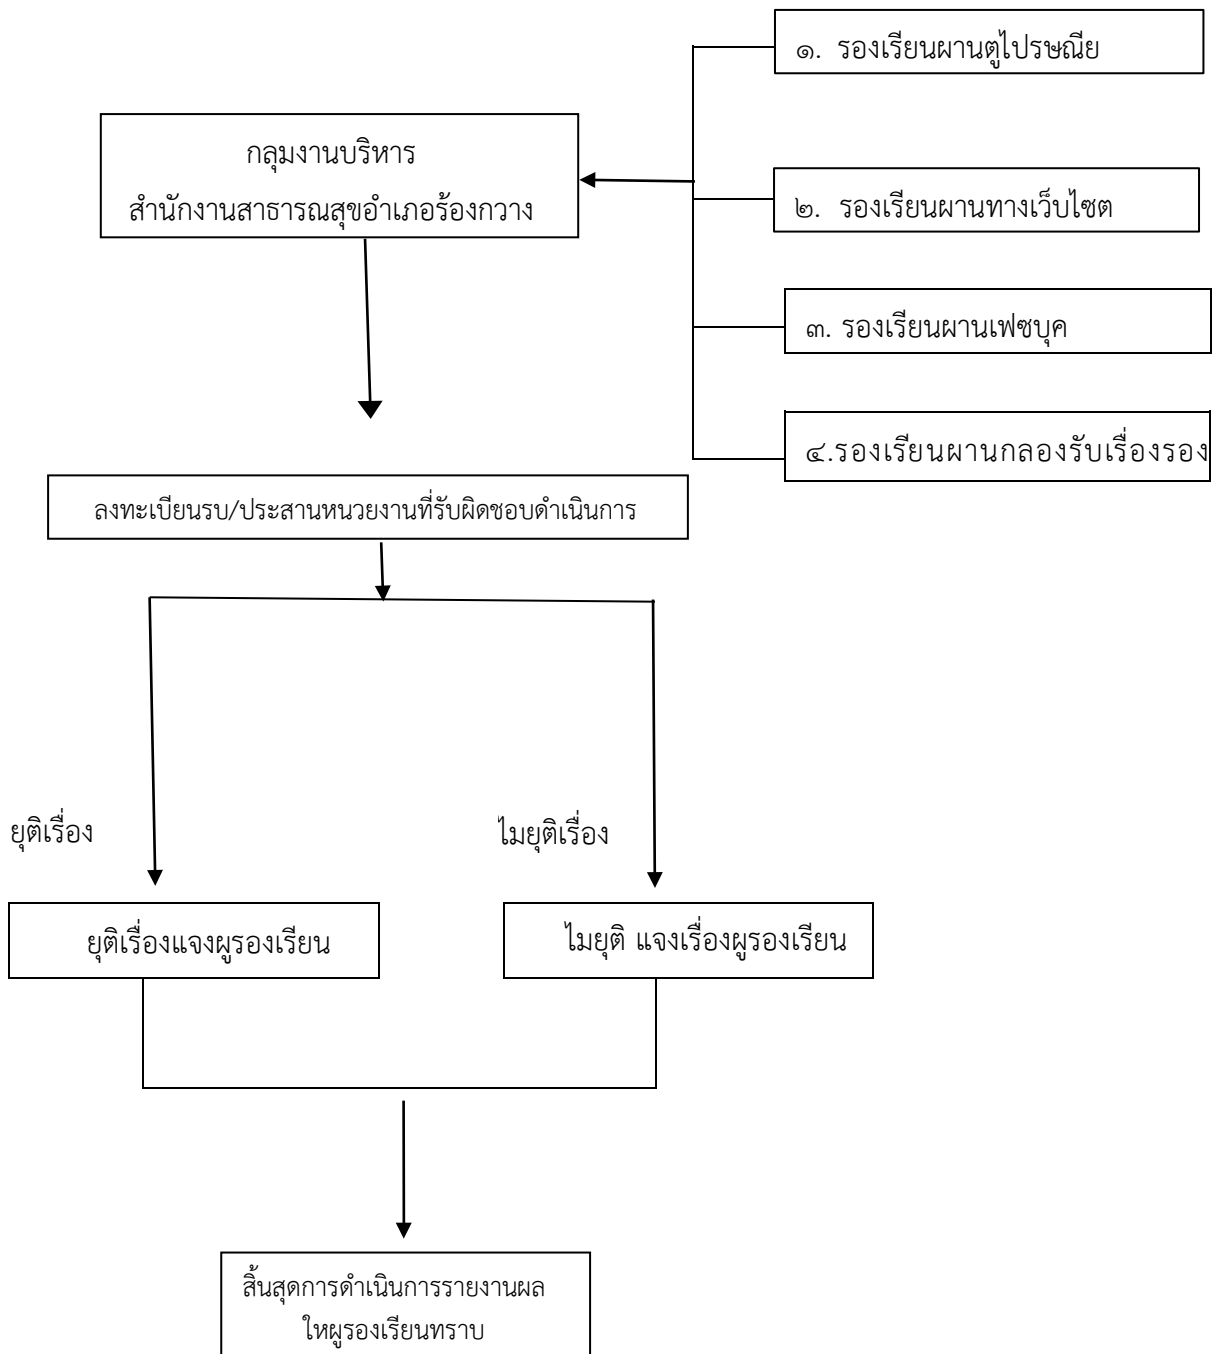 ๑. รองเรียนผานตูไปรษณีย
กลุมงานบริหาร
สำนักงานสาธารณสุขอำเภอร้องกวาง
๒. รองเรียนผานทางเว็บไซต
๓. รองเรียนผานเฟซบุค
๔.รองเรียนผานกลองรับเรื่องรอง
ลงทะเบียนรบ/ประสานหนวยงานที่รับผิดชอบดำเนินการ
ยุติเรื่อง
ไมยุติเรื่อง
ยุติเรื่องแจงผูรองเรียน
ไมยุติ แจงเรื่องผูรองเรียน
สิ้นสุดการดำเนินการรายงานผล
ใหผูรองเรียนทราบ